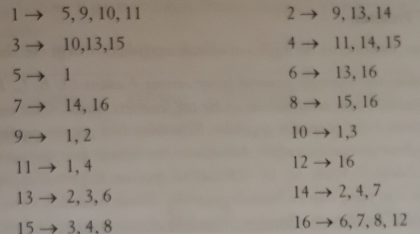 1 → 5, 9, 10, 11 2 → 9, 13, 14
3 → 10,13,15 4 → 11, 14, 15
5 → 1 6 → 13, 16
7 → 14, 16 8 → 15, 16
9 → 1, 2 10 → 1,3
11 → 1, 4 12 → 16
13 → 2, 3, 6 14 → 2, 4, 7
15 → 3, 4, 8 16 → 6, 7, 8, 12